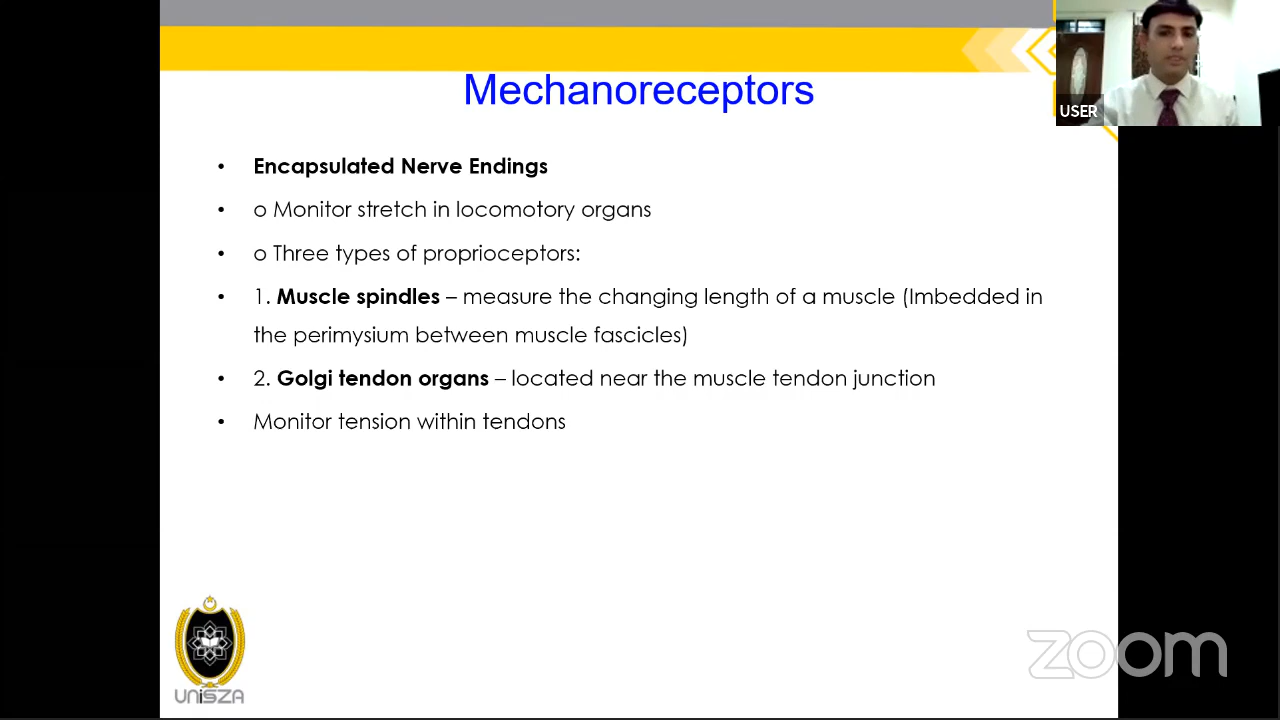 Mechanoreceptors
USER
• Encapsulated Nerve Endings
• o Monitor stretch in locomotory organs
• o Three types of proprioceptors:
• 1. Muscle spindles – measure the changing length of a muscle (Imbedded in
the perimysium between muscle fascicles)
• 2. Golgi tendon organs – located near the muscle tendon junction
• Monitor tension within tendons
UNiSZA
zoom